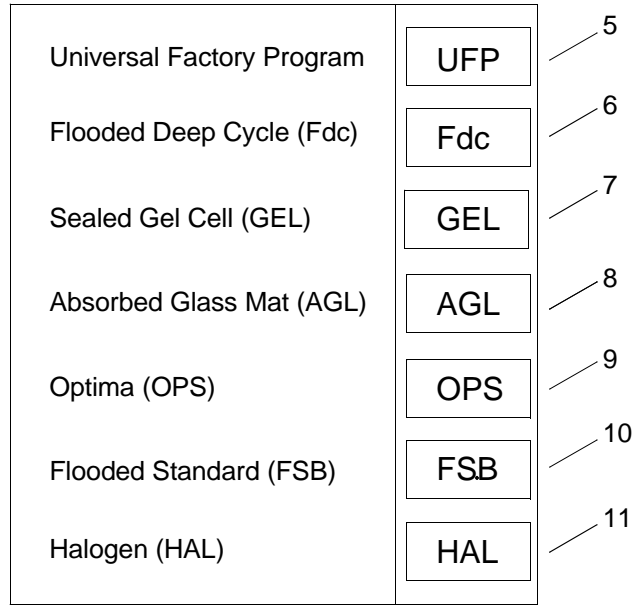 Universal Factory Program UFP 5
Flooded Deep Cycle (Fdc) Fdc 6
Sealed Gel Cell (GEL) GEL 7
Absorbed Glass Mat (AGL) AGL 8
Optima (OPS) OPS 9
Flooded Standard (FSB) FS.B 10
Halogen (HAL) HAL 11